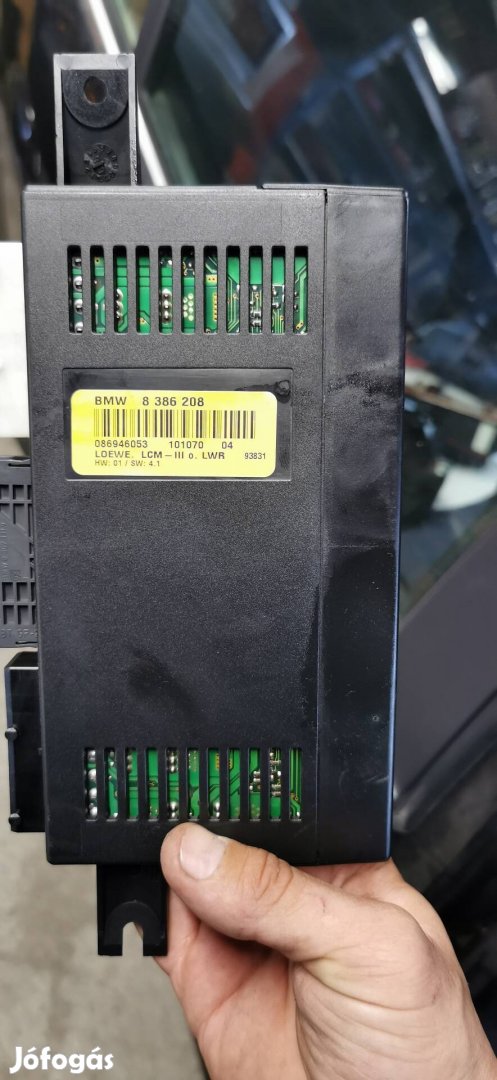 BMW 8 386 208
086946053 101070 04
LOEWE. LCM-III o. LWR 93831
HW: 01 / SW: 4.1
Jófogás